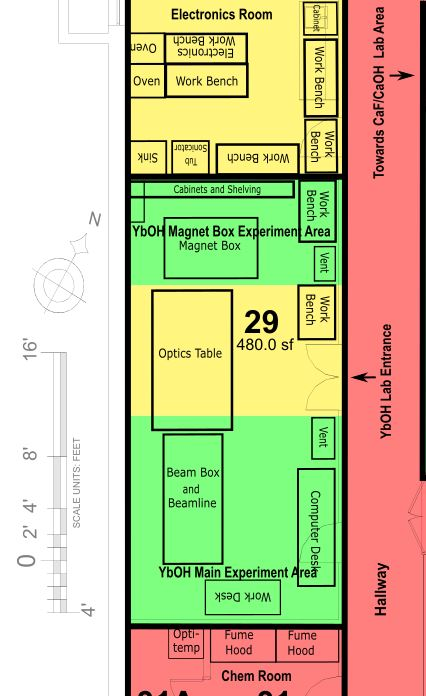 Electronics Room
Cabinet
Towards CaF/CaOH Lab Area
Oven
Electronics
Work Bench
Work Bench
Oven
Work Bench
Sink
Tub
Sonicator
Work Bench
Work
Bench
Cabinets and Shelving
Work
Bench
N
YbOH Magnet Box Experiment Area
Magnet Box
Vent
Work
Bench
29
480.0 sf
Optics Table
YbOH Lab Entrance
16'
8'
4'
2'
0
4'
SCALE UNITS: FEET
Vent
Beam Box
and
Beamline
Computer Desk
YbOH Main Experiment Area
Work Desk
Hallway
Opti-
temp
Fume
Hood
Fume
Hood
Chem Room